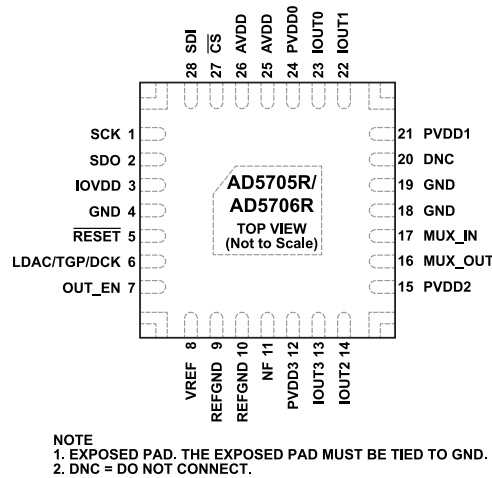 28 SDI
27 CS
26 AVDD
25 AVDD
24 PVDD0
23 IOUT0
22 IOUT1
SCK 1
SDO 2
IOVDD 3
GND 4
RESET 5
LDAC/TGP/DCK 6
OUT_EN 7
AD5705R/
AD5706R
TOP VIEW
(Not to Scale)
21 PVDD1
20 DNC
19 GND
18 GND
17 MUX_IN
16 MUX_OUT
15 PVDD2
VREF 8
REFGND 9
REFGND 10
NF 11
PVDD3 12
IOUT3 13
IOUT2 14
NOTE
1. EXPOSED PAD. THE EXPOSED PAD MUST BE TIED TO GND.
2. DNC = DO NOT CONNECT.